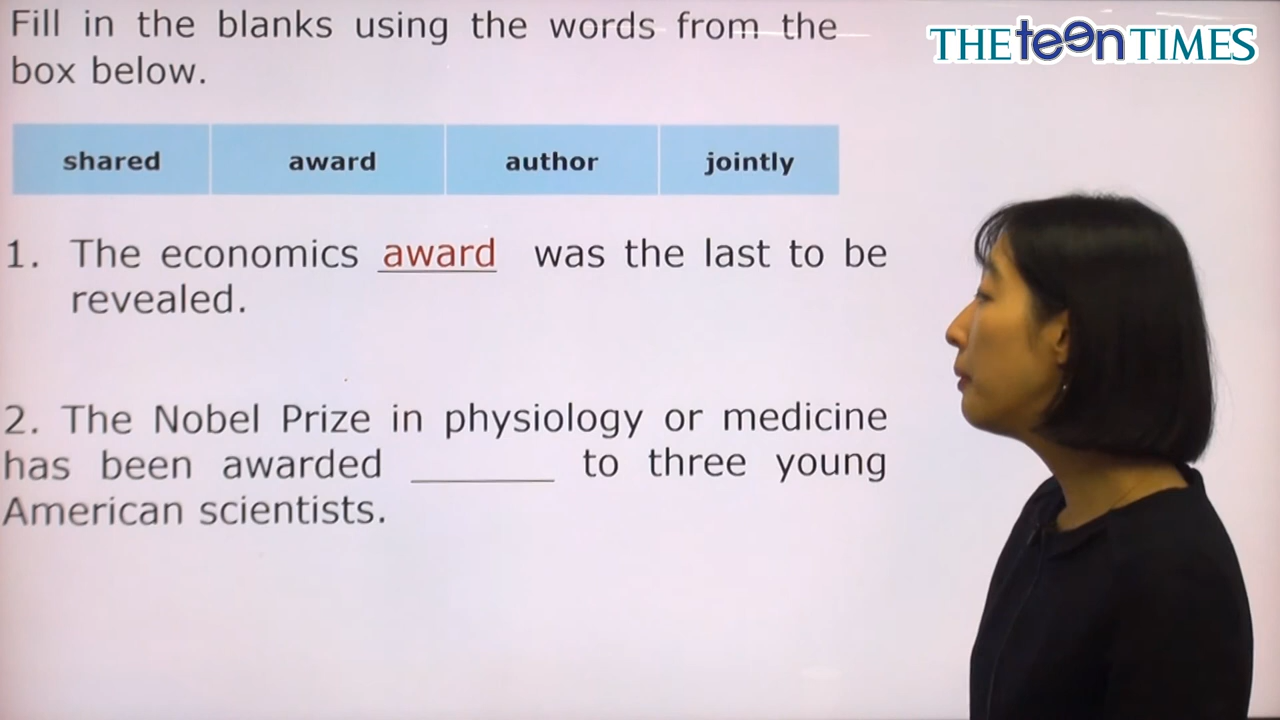 Fill in the blanks using the words from the
THE teen TIMES
box below.
shared award author jointly
1. The economics award was the last to be
revealed.
2. The Nobel Prize in physiology or medicine
has been awarded ________ to three young
American scientists.